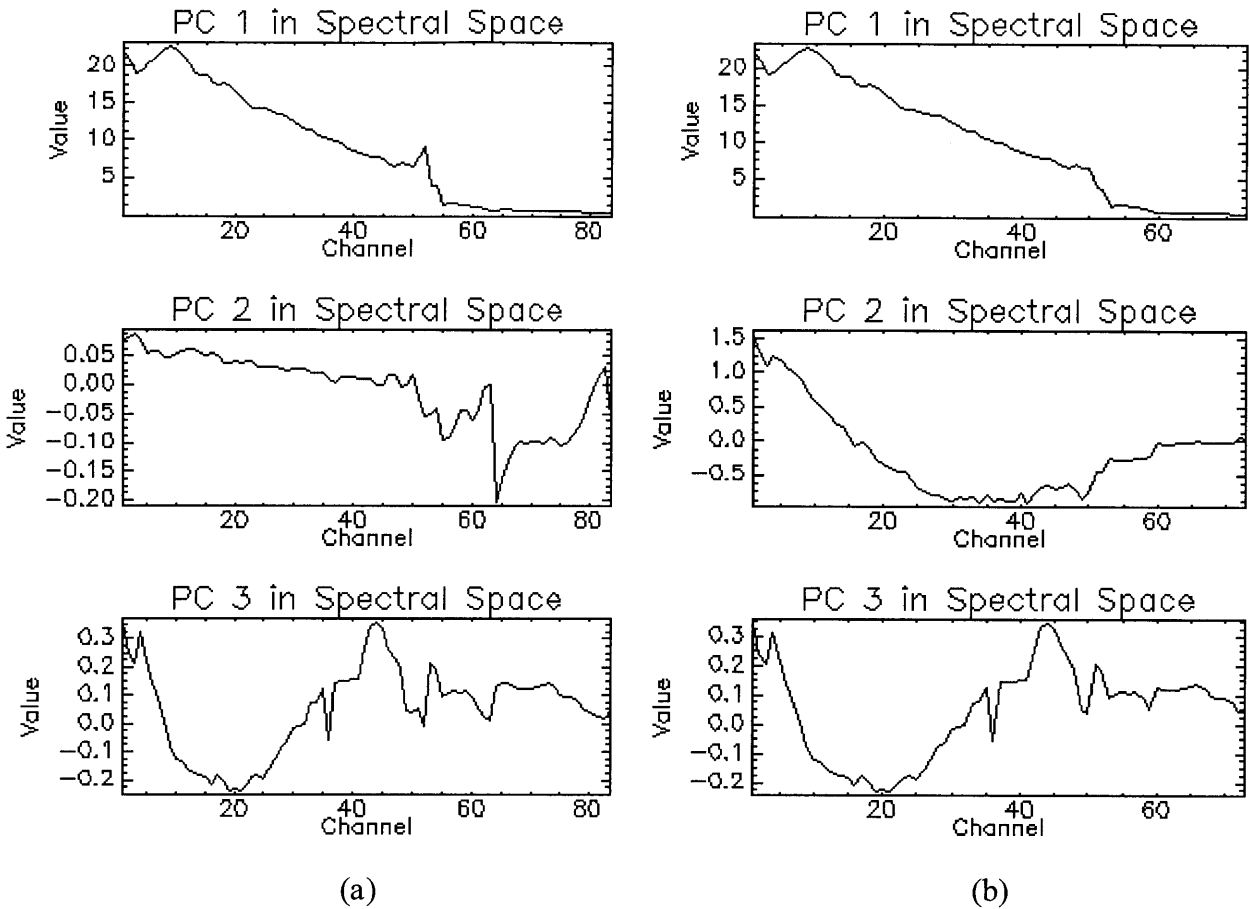 PC 1 in Spectral Space
Value
20
15
10
5
20 40 60 80
Channel
PC 2 in Spectral Space
Value
0.05
0.00
-0.05
-0.10
-0.15
-0.20
20 40 60 80
Channel
PC 3 in Spectral Space
Value
0.3
0.2
0.1
0.0
-0.1
-0.2
20 40 60 80
Channel
(a)
PC 1 in Spectral Space
Value
20
15
10
5
20 40 60
Channel
PC 2 in Spectral Space
Value
1.5
1.0
0.5
0.0
-0.5
20 40 60
Channel
PC 3 in Spectral Space
Value
0.3
0.2
0.1
0.0
-0.1
-0.2
20 40 60
Channel
(b)